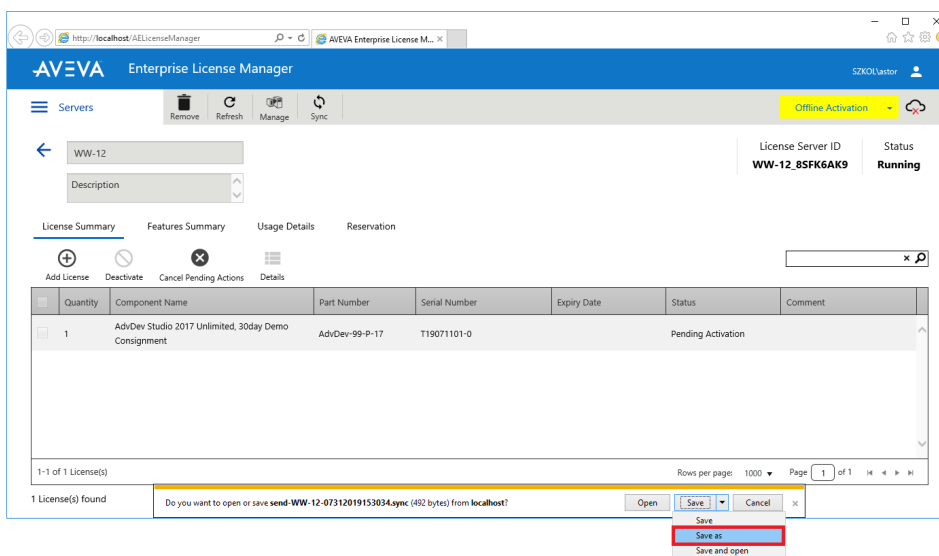 http://localhost/AELicenseManager
AVEVA Enterprise License M...
AVEVA
Enterprise License Manager
SZKOL\astor
Servers
Remove
Refresh
Manage
Sync
Offline Activation
WW-12
Description
License Server ID
WW-12_8SFK6AK9
Status
Running
License Summary
Features Summary
Usage Details
Reservation
Add License
Deactivate
Cancel Pending Actions
Details
Quantity
Component Name
Part Number
Serial Number
Expiry Date
Status
Comment
1
AdvDev Studio 2017 Unlimited, 30day Demo
Consignment
AdvDev-99-P-17
T19071101-0
Pending Activation
1-1 of 1 License(s)
Rows per page: 1000
Page 1 of 1
1 License(s) found
Do you want to open or save send-WW-12-07312019153034.sync (492 bytes) from localhost?
Open
Save
Cancel
Save
Save as
Save and open